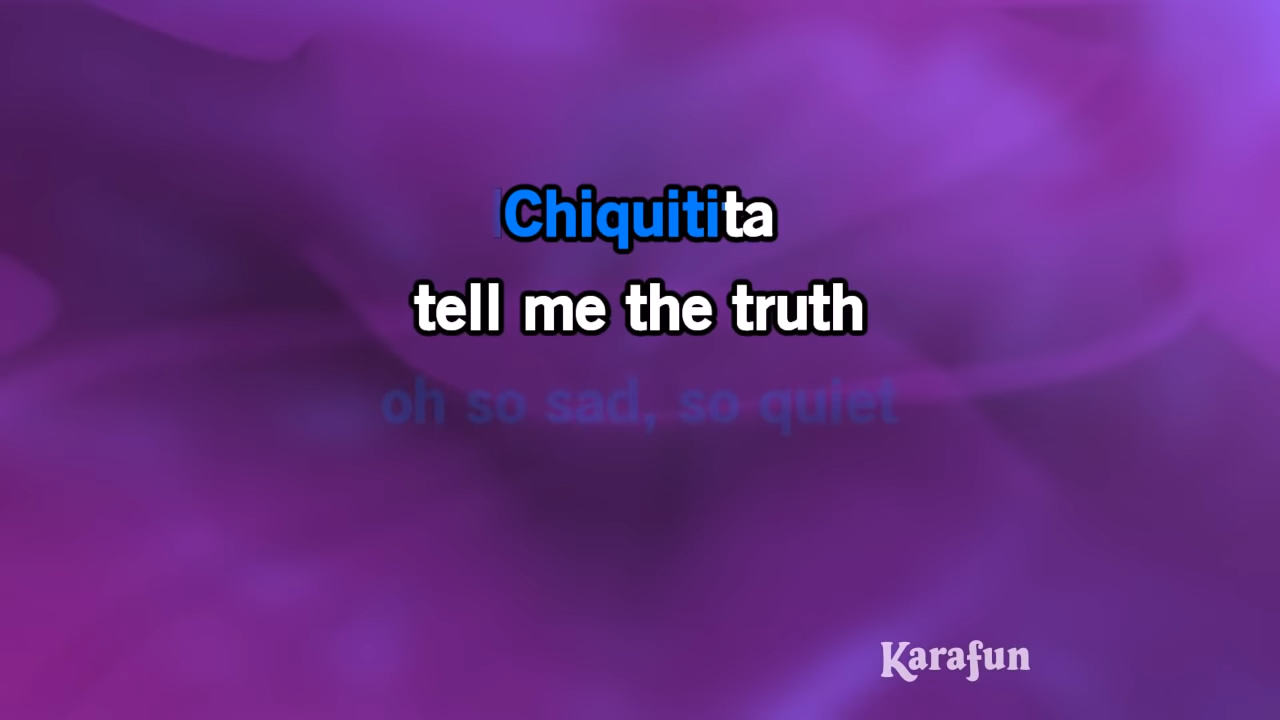 Chiquitita
tell me the truth
oh so sad, so quiet
Karafun